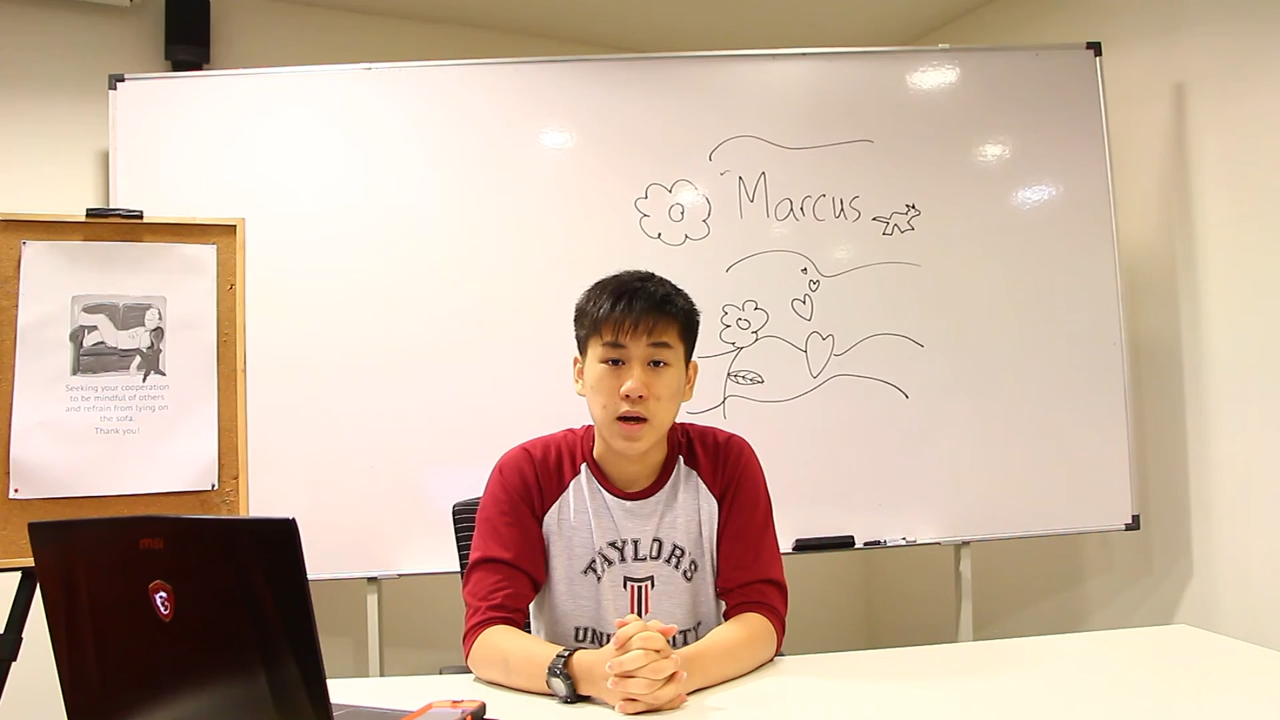 Marcus
Seeking your cooperation
to be mindful of others
and refrain from lying on
the sofa.
Thank you!
msi
TAYLOR'S
T